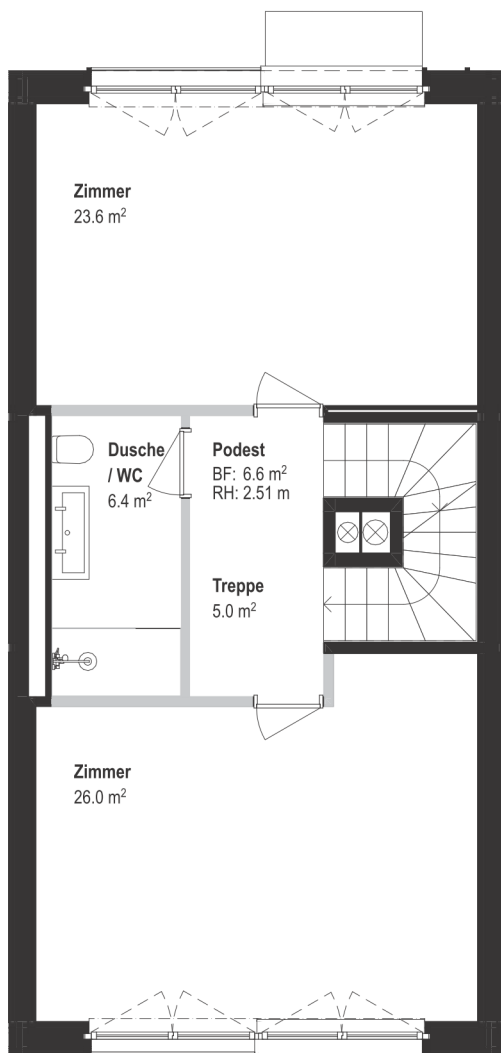 Zimmer
23.6 m²
Dusche
/ WC
6.4 m²
Podest
BF: 6.6 m²
RH: 2.51 m
Treppe
5.0 m²
Zimmer
26.0 m²